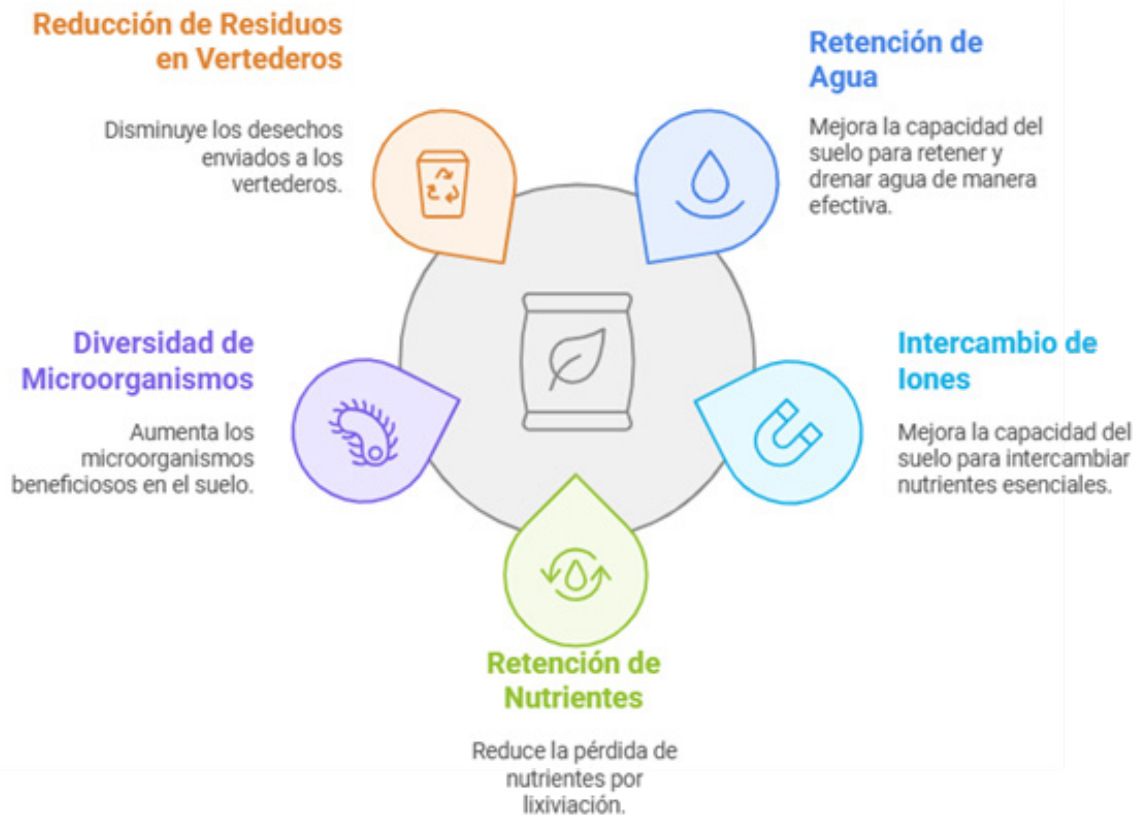 Reducción de Residuos
en Vertederos
Disminuye los desechos
enviados a los
vertederos.
Retención de
Agua
Mejora la capacidad del
suelo para retener y
drenar agua de manera
efectiva.
Diversidad de
Microorganismos
Aumenta los
microorganismos
beneficiosos en el suelo.
Intercambio de
Iones
Mejora la capacidad del
suelo para intercambiar
nutrientes esenciales.
Retención de
Nutrientes
Reduce la pérdida de
nutrientes por
lixiviación.